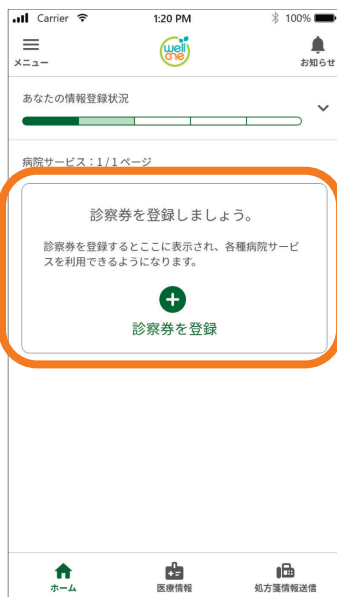 Carrier 1:20 PM 100%
メニュー well one お知らせ
あなたの情報登録状況
病院サービス：1 / 1 ページ
診察券を登録しましょう。
診察券を登録するとここに表示され、各種病院サービ
スを利用できるようになります。
診察券を登録
ホーム 医療情報 処方箋情報送信